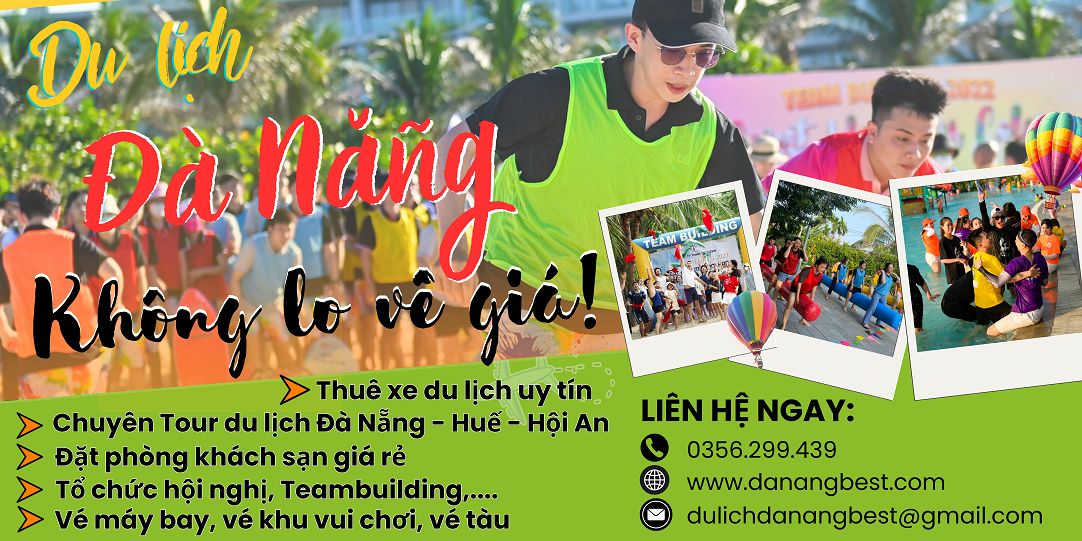 Du lịch
Đà Nẵng
Không lo về giá!
TEAM BU 2022
TEAM BUILDING
Thuê xe du lịch uy tín
Chuyên Tour du lịch Đà Nẵng - Huế - Hội An
Đặt phòng khách sạn giá rẻ
Tổ chức hội nghị, Teambuilding,....
Vé máy bay, vé khu vui chơi, vé tàu
LIÊN HỆ NGAY:
0356.299.439
www.danangbest.com
dulichdanangbest@gmail.com